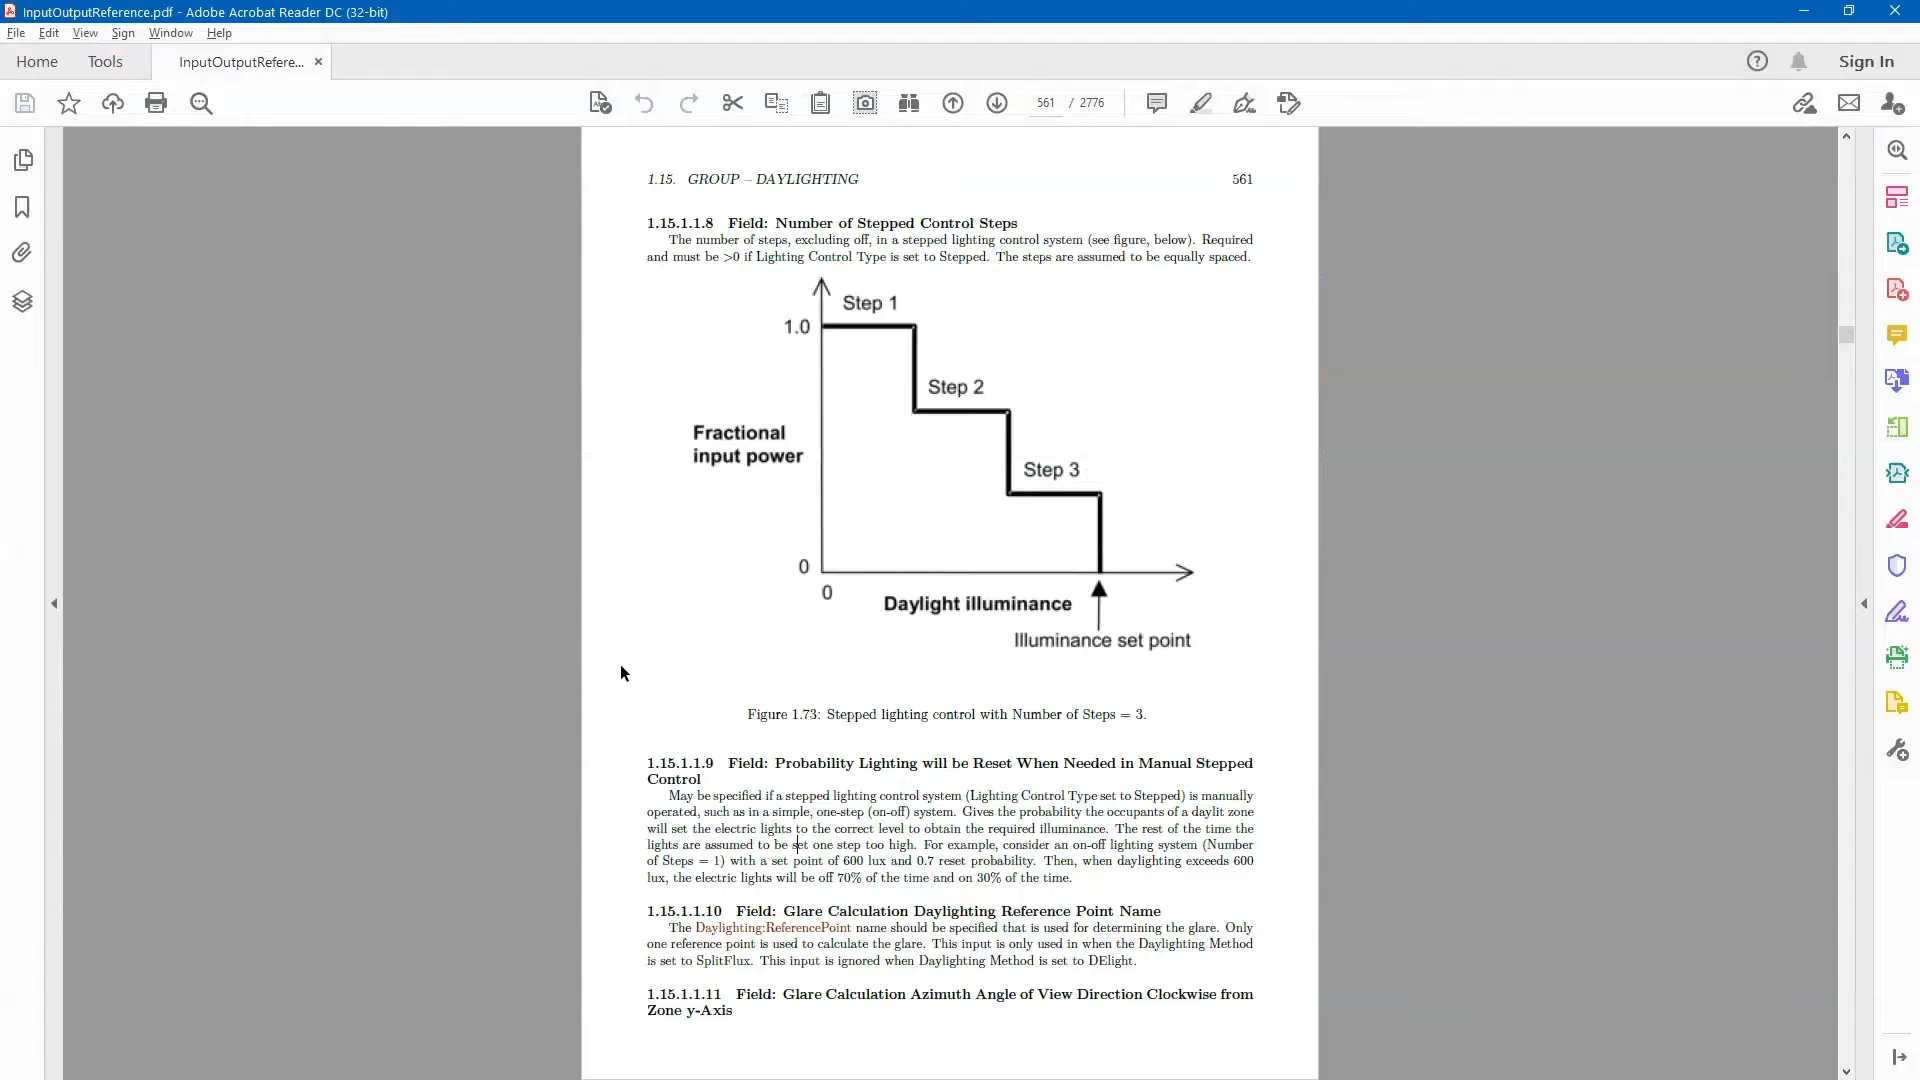 InputOutputReference.pdf - Adobe Acrobat Reader DC (32-bit)
File Edit View Sign Window Help
Home Tools InputOutputRefere... × Sign In
561 / 2776
1.15. GROUP – DAYLIGHTING 561
1.15.1.1.8 Field: Number of Stepped Control Steps
The number of steps, excluding off, in a stepped lighting control system (see figure, below). Required
and must be >0 if Lighting Control Type is set to Stepped. The steps are assumed to be equally spaced.
Step 1
1.0
Step 2
Fractional
input power
Step 3
0
0
Daylight illuminance
Illuminance set point
Figure 1.73: Stepped lighting control with Number of Steps = 3.
1.15.1.1.9 Field: Probability Lighting will be Reset When Needed in Manual Stepped
Control
May be specified if a stepped lighting control system (Lighting Control Type set to Stepped) is manually
operated, such as in a simple, one-step (on-off) system. Gives the probability the occupants of a daylit zone
will set the electric lights to the correct level to obtain the required illuminance. The rest of the time the
lights are assumed to be set one step too high. For example, consider an on-off lighting system (Number
of Steps = 1) with a set point of 600 lux and 0.7 reset probability. Then, when daylighting exceeds 600
lux, the electric lights will be off 70% of the time and on 30% of the time.
1.15.1.1.10 Field: Glare Calculation Daylighting Reference Point Name
The Daylighting:ReferencePoint name should be specified that is used for determining the glare. Only
one reference point is used to calculate the glare. This input is only used in when the Daylighting Method
is set to SplitFlux. This input is ignored when Daylighting Method is set to DElight.
1.15.1.1.11 Field: Glare Calculation Azimuth Angle of View Direction Clockwise from
Zone y-Axis